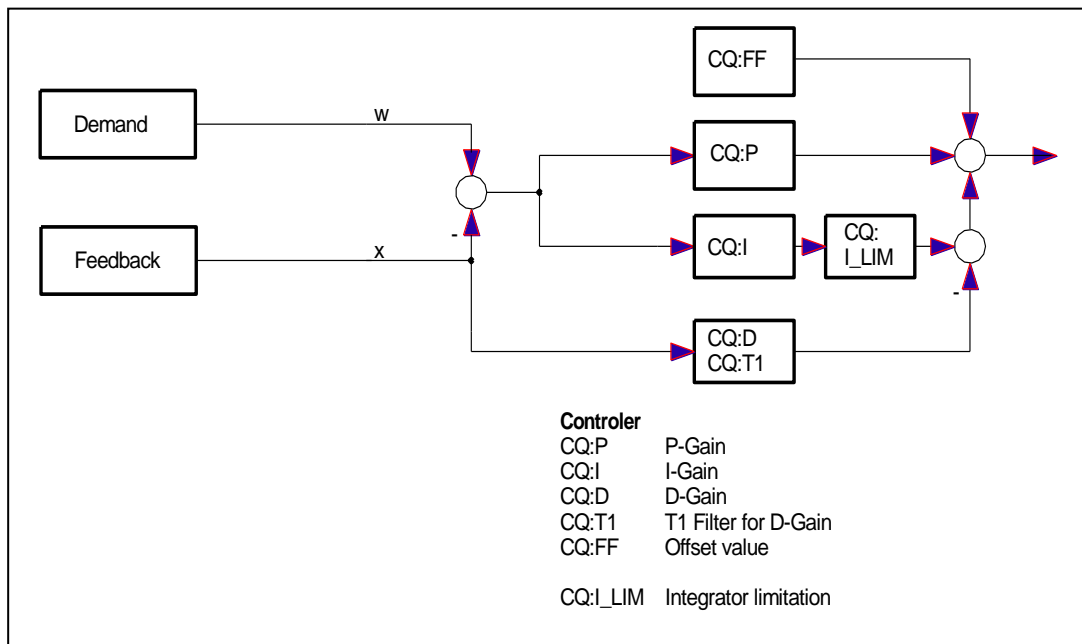 CQ:FF
Demand
W
CQ:P
-
Feedback
X
CQ:I
CQ:
I_LIM
-
CQ:D
CQ:T1
Controler
CQ:P P-Gain
CQ:I I-Gain
CQ:D D-Gain
CQ:T1 T1 Filter for D-Gain
CQ:FF Offset value
CQ:I_LIM Integrator limitation